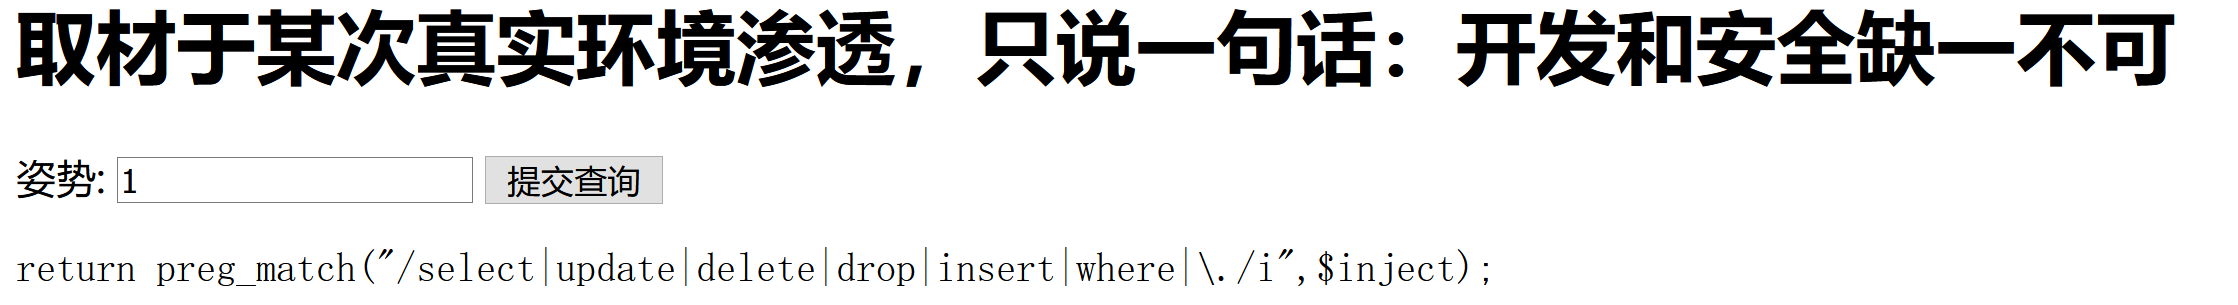 取材于某次真实环境渗透，只说一句话：开发和安全缺一不可
姿势: 1 提交查询
return preg_match("/select|update|delete|drop|insert|where|\./i",$inject);